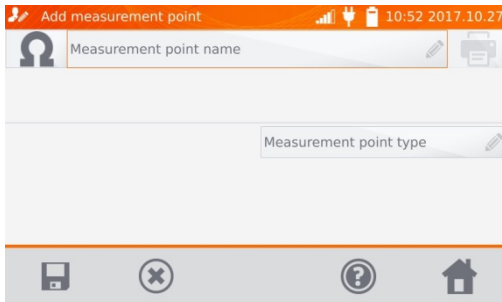 Add measurement point 10:52 2017.10.27
Ω Measurement point name
Measurement point type